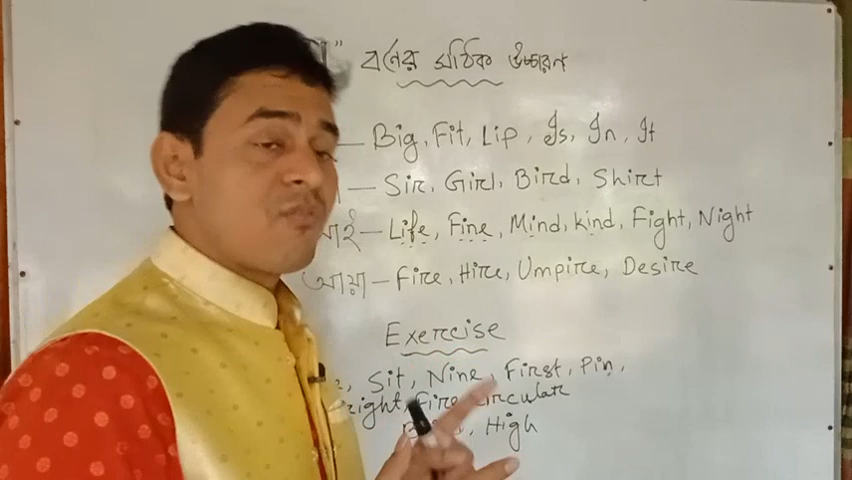 ” বর্নের সঠিক উচ্চারণ
— Big, Fit, Lip, Is, In, It
— Sir, Girl, Bird, Shirt
আই — Life, Fine, Mind, kind, Fight, Night
আয়া — Fire, Hire, Umpire, Desire
Exercise
Sit, Nine, First, Pin,
Fire, circulate
High